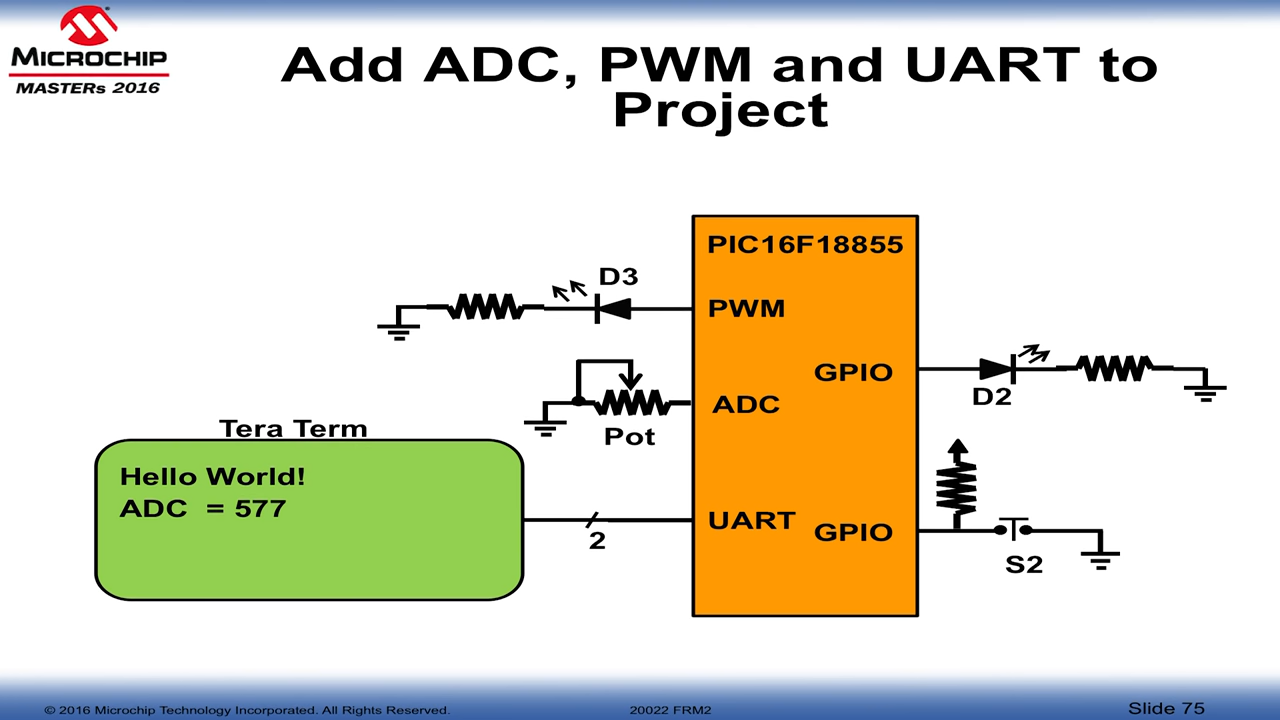 MICROCHIP
MASTERs 2016
Add ADC, PWM and UART to
Project
PIC16F18855
D3
PWM
GPIO
D2
ADC
Pot
Tera Term
Hello World!
ADC = 577
2
UART
GPIO
S2
© 2016 Microchip Technology Incorporated. All Rights Reserved.
20022 FRM2
Slide 75